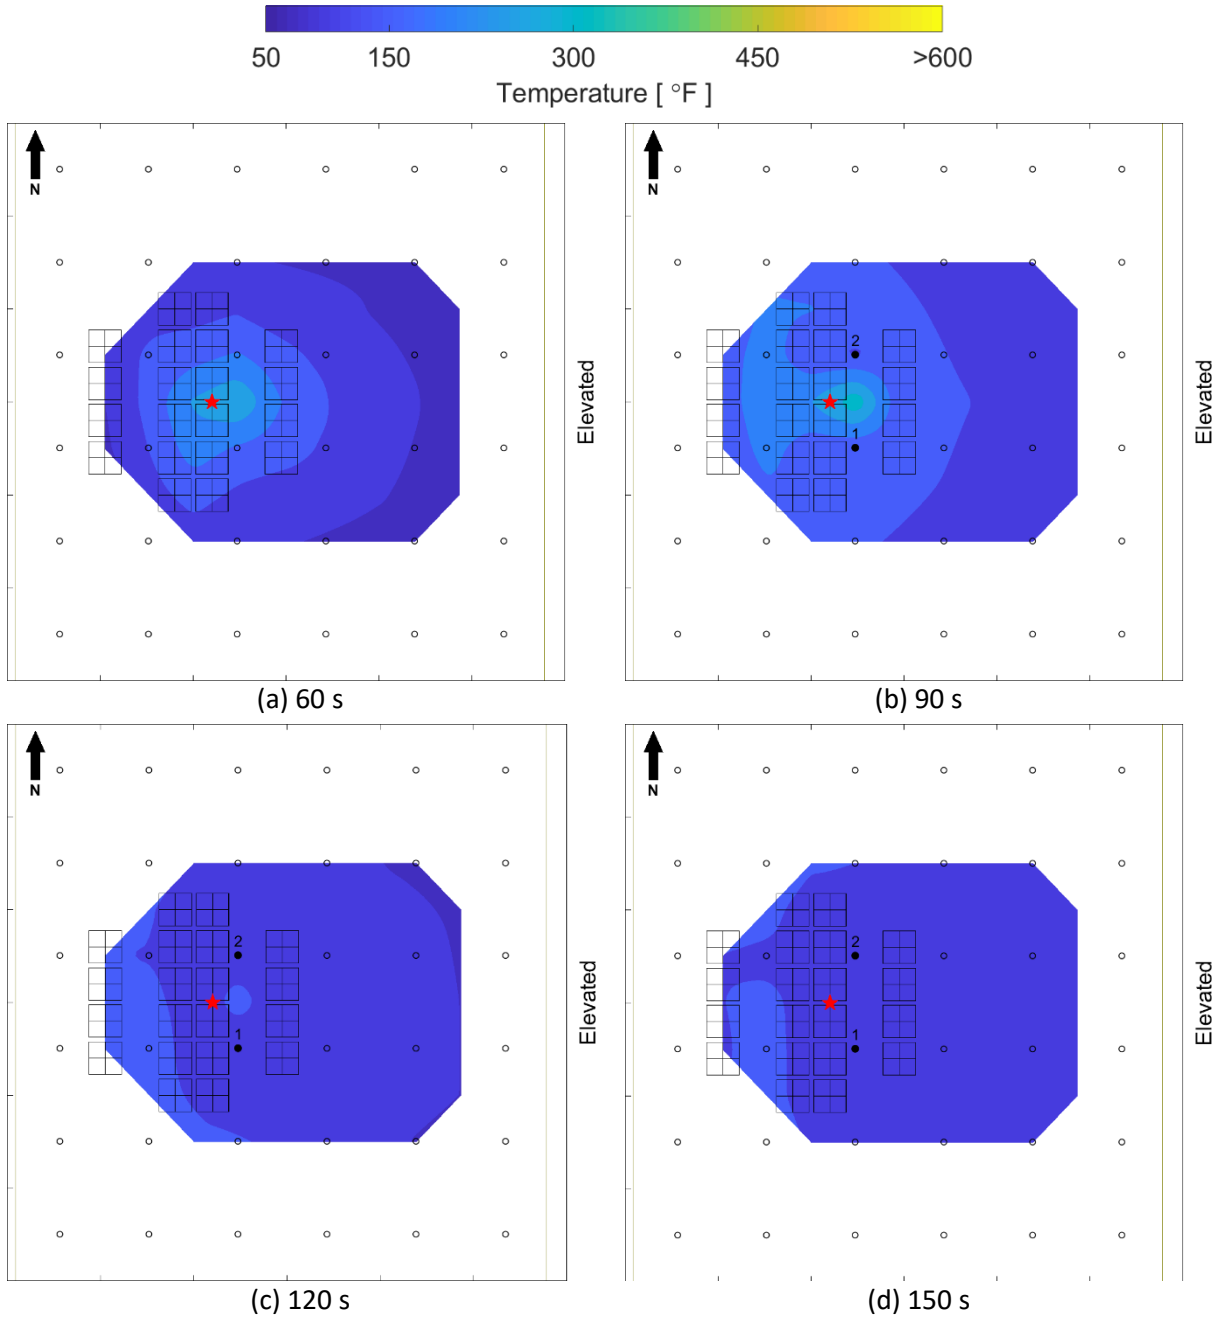 50 150 300 450 >600
Temperature [ °F ]
N
Elevated
(a) 60 s
N
2
1
Elevated
(b) 90 s
N
2
1
Elevated
(c) 120 s
N
2
1
Elevated
(d) 150 s